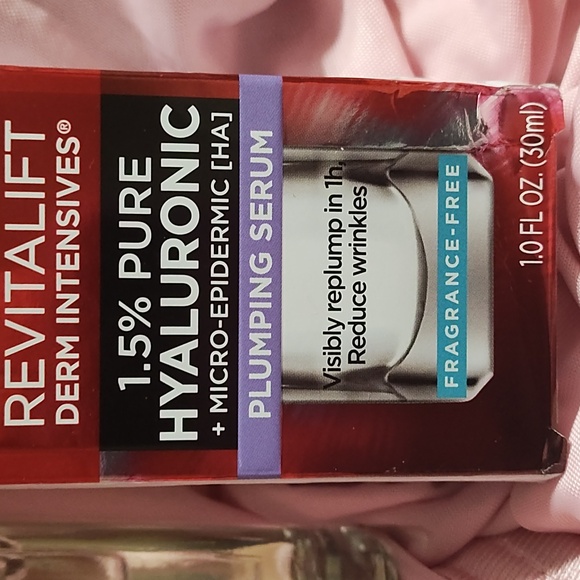 REVITALIFT
DERM INTENSIVES®
1.5% PURE
HYALURONIC
+ MICRO-EPIDERMIC [HA]
PLUMPING SERUM
Visibly replump in 1h,
Reduce wrinkles
FRAGRANCE-FREE
1.0 FL OZ. (30ml)